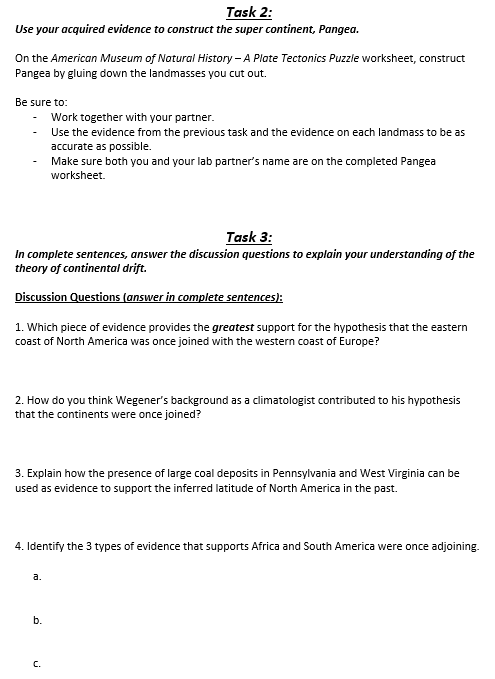 Task 2:
Use your acquired evidence to construct the super continent, Pangea.
On the American Museum of Natural History – A Plate Tectonics Puzzle worksheet, construct
Pangea by gluing down the landmasses you cut out.
Be sure to:
- Work together with your partner.
- Use the evidence from the previous task and the evidence on each landmass to be as
accurate as possible.
- Make sure both you and your lab partner's name are on the completed Pangea
worksheet.
Task 3:
In complete sentences, answer the discussion questions to explain your understanding of the
theory of continental drift.
Discussion Questions (answer in complete sentences):
1. Which piece of evidence provides the greatest support for the hypothesis that the eastern
coast of North America was once joined with the western coast of Europe?
2. How do you think Wegener's background as a climatologist contributed to his hypothesis
that the continents were once joined?
3. Explain how the presence of large coal deposits in Pennsylvania and West Virginia can be
used as evidence to support the inferred latitude of North America in the past.
4. Identify the 3 types of evidence that supports Africa and South America were once adjoining.
a.
b.
c.